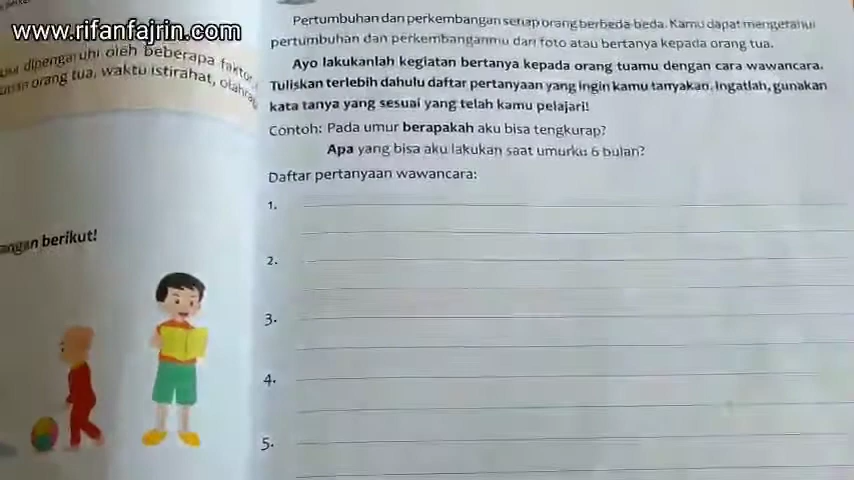 www.rifanfajrin.com
dipengaruhi oleh beberapa faktor,
orang tua, waktu istirahat, olahraga
berikut!
Pertumbuhan dan perkembangan setiap orang berbeda-beda. Kamu dapat mengetahui
pertumbuhan dan perkembanganmu dari foto atau bertanya kepada orang tua.
Ayo lakukanlah kegiatan bertanya kepada orang tuamu dengan cara wawancara.
Tuliskan terlebih dahulu daftar pertanyaan yang ingin kamu tanyakan. Ingatlah, gunakan
kata tanya yang sesuai yang telah kamu pelajari!
Contoh: Pada umur berapakah aku bisa tengkurap?
Apa yang bisa aku lakukan saat umurku 6 bulan?
Daftar pertanyaan wawancara:
1.
2.
3.
4.
5.